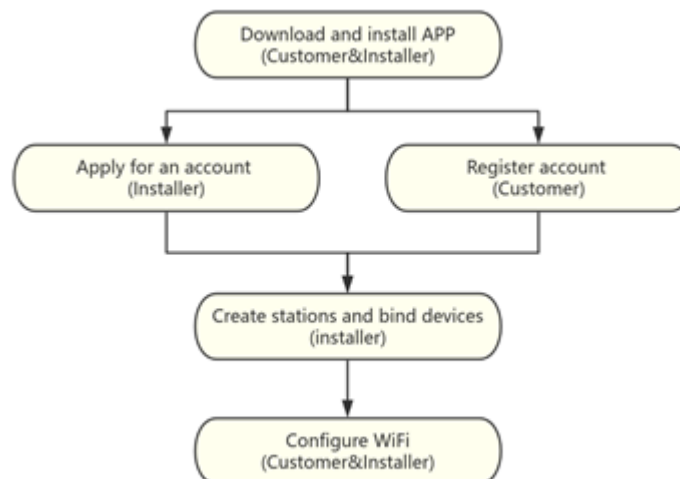 Download and install APP
(Customer&Installer)
Apply for an account
(Installer)
Register account
(Customer)
Create stations and bind devices
(installer)
Configure WiFi
(Customer&Installer)